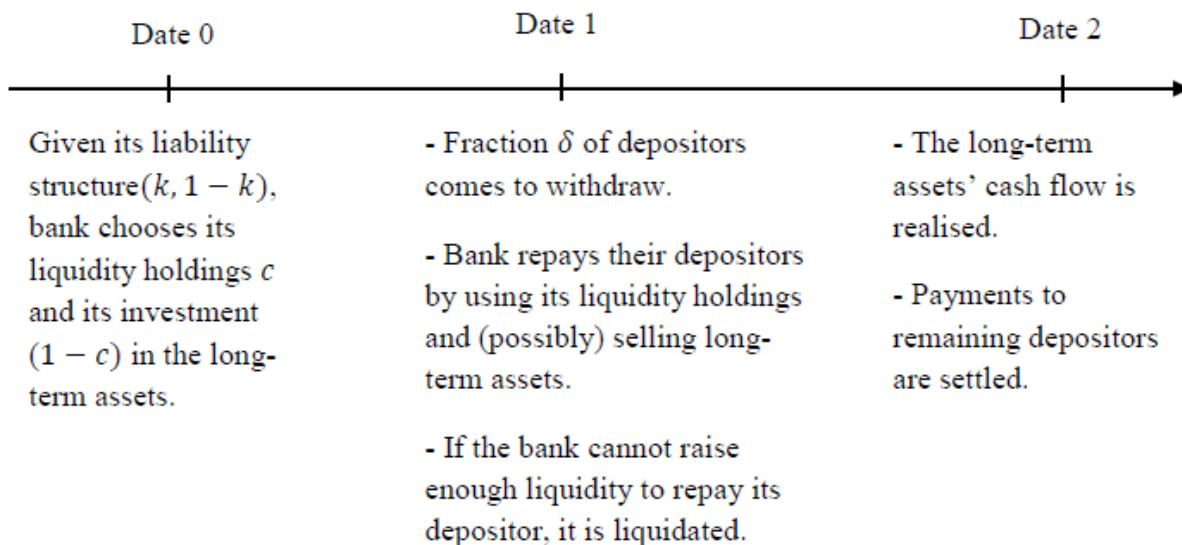 Date 0
Date 1
Date 2
Given its liability
structure(k, 1 − k),
bank chooses its
liquidity holdings c
and its investment
(1 − c) in the long-
term assets.
- Fraction δ of depositors
comes to withdraw.
- Bank repays their depositors
by using its liquidity holdings
and (possibly) selling long-
term assets.
- If the bank cannot raise
enough liquidity to repay its
depositor, it is liquidated.
- The long-term
assets’ cash flow is
realised.
- Payments to
remaining depositors
are settled.